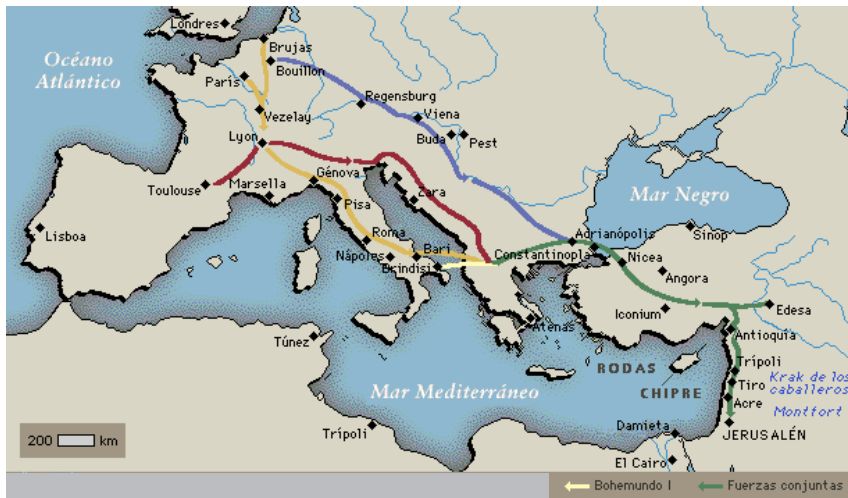 Londres
Océano
Atlántico
Brujas
Bouillon
París
Regensburg
Vezelay
Viena
Buda
Pest
Lyon
Génova
Toulouse
Marsella
Zara
Pisa
Mar Negro
Lisboa
Roma
Bari
Adrianópolis
Sinop
Nápoles
Constantinopla
Nicea
Brindisi
Angora
Iconium
Edesa
Atenas
Túnez
Antioquía
RODAS
Trípoli
Krak de los
caballeros
Mar Mediterráneo
CHIPRE
Tiro
Acre
Montfort
Trípoli
Damieta
JERUSALÉN
200 km
El Cairo
Bohemundo I
Fuerzas conjuntas